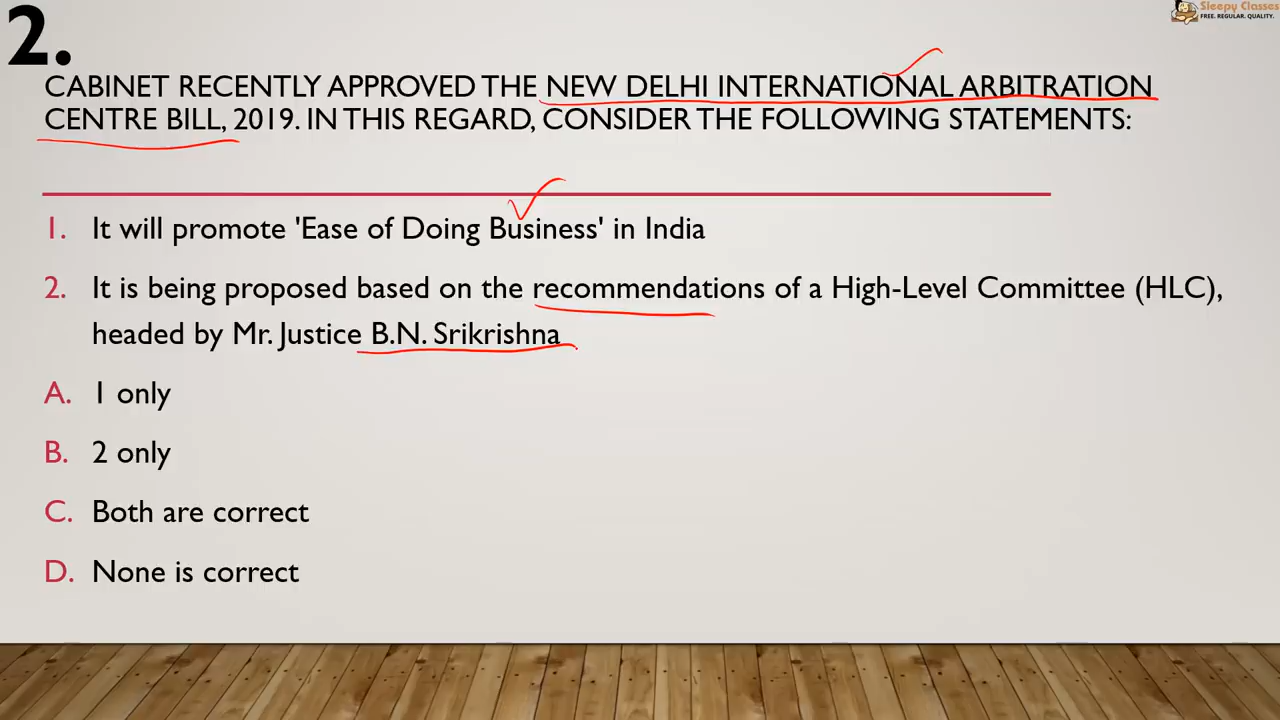 Sleepy Classes
FREE. REGULAR. QUALITY.
2.
CABINET RECENTLY APPROVED THE NEW DELHI INTERNATIONAL ARBITRATION
CENTRE BILL, 2019. IN THIS REGARD, CONSIDER THE FOLLOWING STATEMENTS:
1. It will promote 'Ease of Doing Business' in India
2. It is being proposed based on the recommendations of a High-Level Committee (HLC),
headed by Mr. Justice B.N. Srikrishna
A. 1 only
B. 2 only
C. Both are correct
D. None is correct